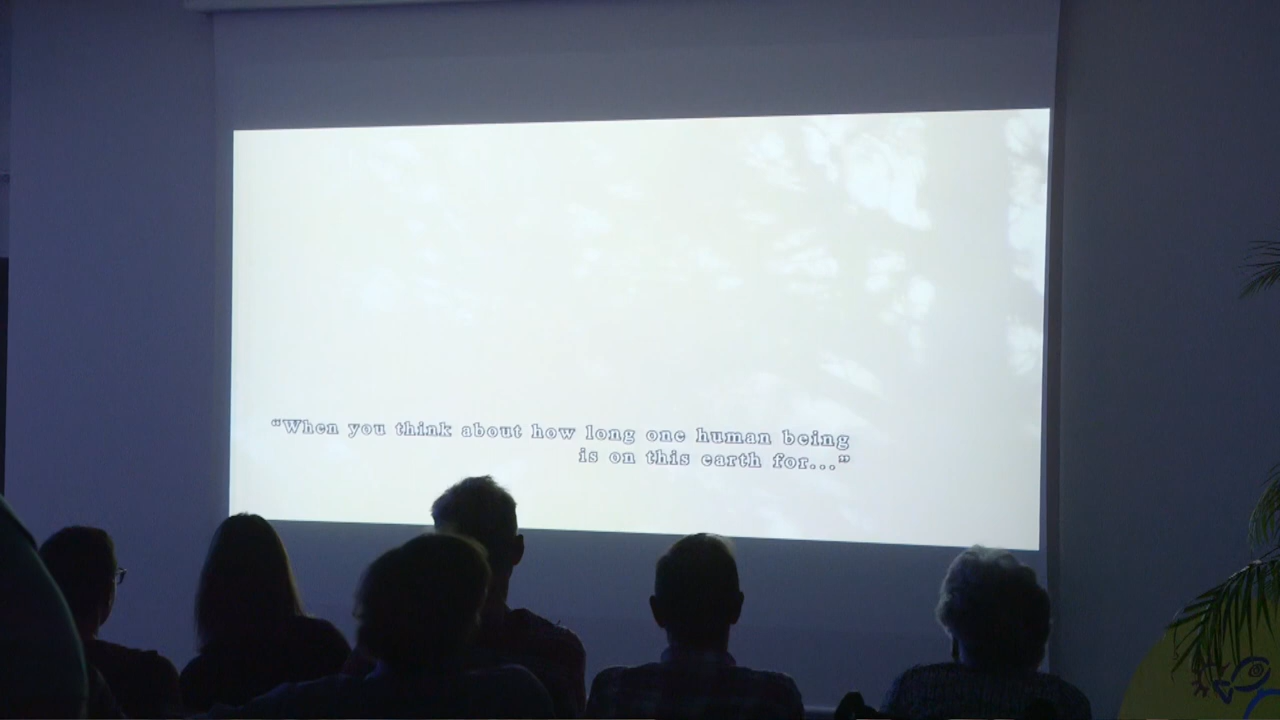 “When you think about how long one human being
is on this earth for...”